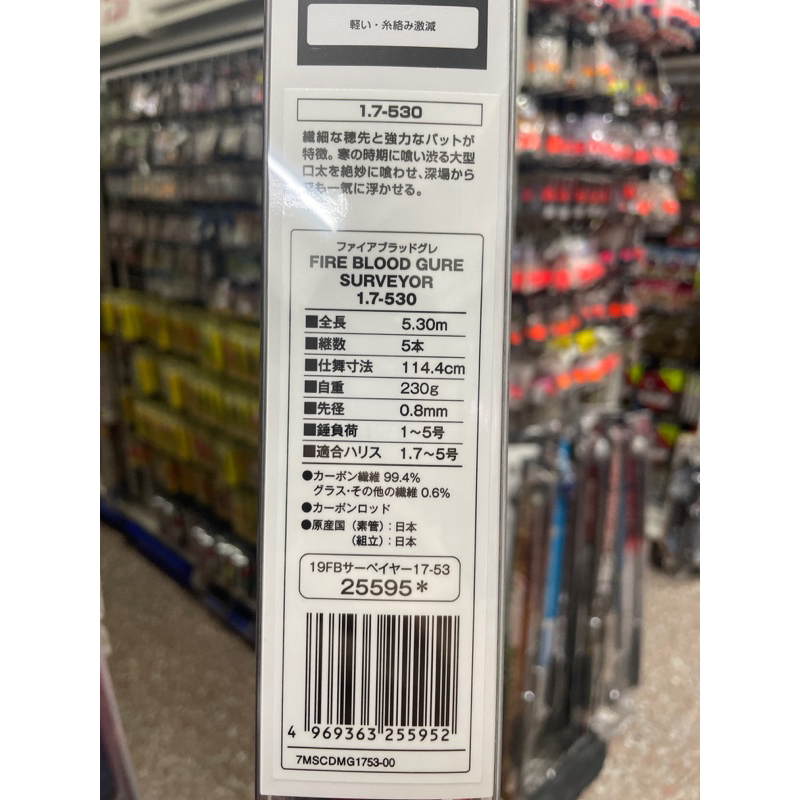 軽い・糸絡み激減
1.7-530
繊細な穂先と強力なバットが
特徴。寒の時期に喰い渋る大型
口太を絶妙に喰わせ、深場から
でも一気に浮かせる。
ファイアブラッドグレ
FIRE BLOOD GURE
SURVEYOR
1.7-530
■全長 5.30m
■継数 5本
■仕舞寸法 114.4cm
■自重 230g
■先径 0.8mm
■錘負荷 1〜5号
■適合ハリス 1.7〜5号
●カーボン繊維 99.4%
グラス・その他の繊維 0.6%
●カーボンロッド
●原産国（素管）：日本
（組立）：日本
19FBサーベイヤー17-53
25595*
4 969363 255952
7MSCDMG1753-00